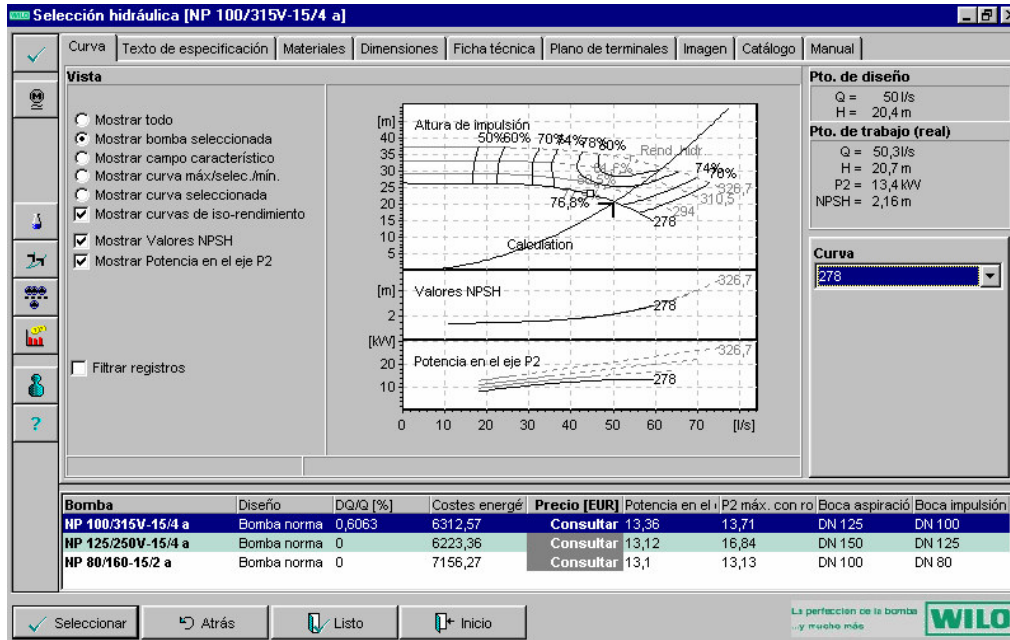 WILO Selección hidráulica [NP 100/315V-15/4 a]
Curva Texto de especificación Materiales Dimensiones Ficha técnica Plano de terminales Imagen Catálogo Manual
Vista
Mostrar todo
Mostrar bomba seleccionada
Mostrar campo característico
Mostrar curva máx/selec./mín.
Mostrar curva seleccionada
Mostrar curvas de iso-rendimiento
Mostrar Valores NPSH
Mostrar Potencia en el eje P2
Filtrar registros
[m] Altura de impulsión
40 50% 60% 70% 74% 78% 80%
35 Rend. hidr.
30 74%
25 70% 326,7
20 76,8% 310,5
15 294 278
10 Calculation
5
[m] Valores NPSH 326,7
2 278
[kW]
20 Potencia en el eje P2 326,7
10 278
0 10 20 30 40 50 60 70 [l/s]
Pto. de diseño
Q = 50 l/s
H = 20,4 m
Pto. de trabajo (real)
Q = 50,3 l/s
H = 20,7 m
P2 = 13,4 kW
NPSH = 2,16 m
Curva
278
Bomba Diseño DQ/Q [%] Costes energé Precio [EUR] Potencia en el P2 máx. con ro Boca aspiració Boca impulsión
NP 100/315V-15/4 a Bomba norma 0,6063 6312,57 Consultar 13,36 13,71 DN 125 DN 100
NP 125/250V-15/4 a Bomba norma 0 6223,36 Consultar 13,12 16,84 DN 150 DN 125
NP 80/160-15/2 a Bomba norma 0 7156,27 Consultar 13,1 13,13 DN 100 DN 80
Seleccionar Atrás Listo Inicio
La perfeccion de la bomba
...y mucho más
WILO